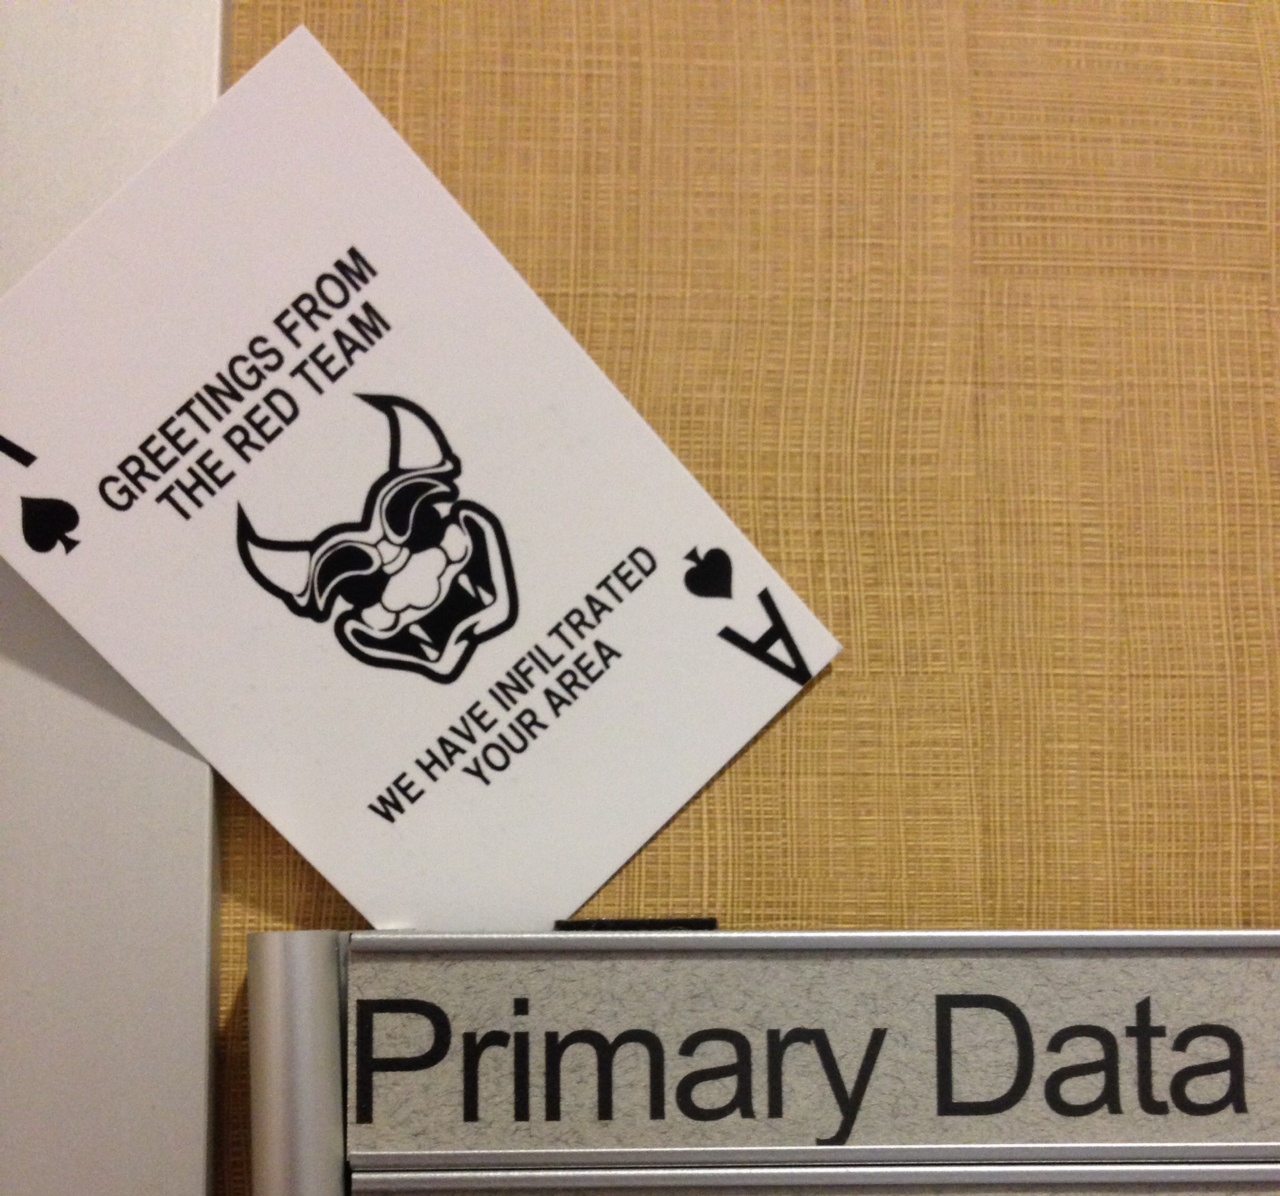 GREETINGS FROM
THE RED TEAM
WE HAVE INFILTRATED
YOUR AREA
A
Primary Data